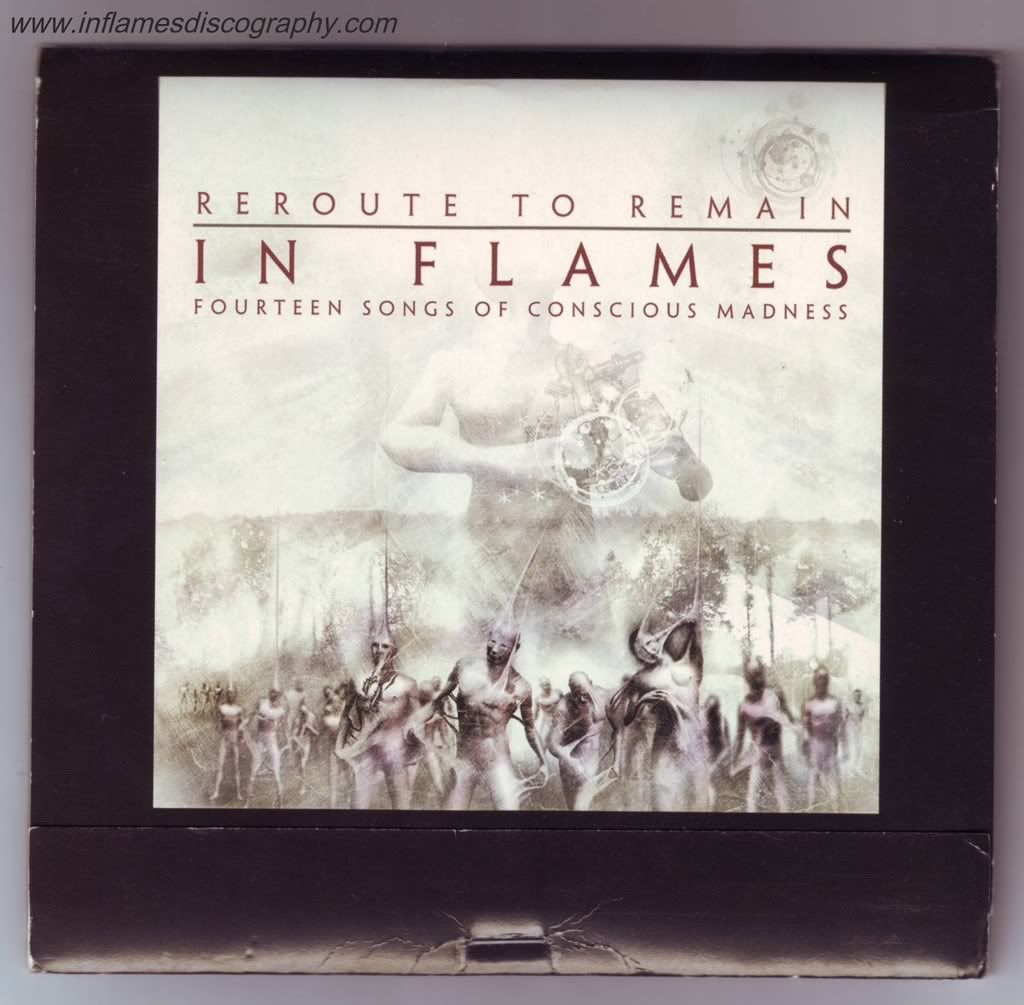 www.inflamesdiscography.com
REROUTE TO REMAIN
IN FLAMES
FOURTEEN SONGS OF CONSCIOUS MADNESS